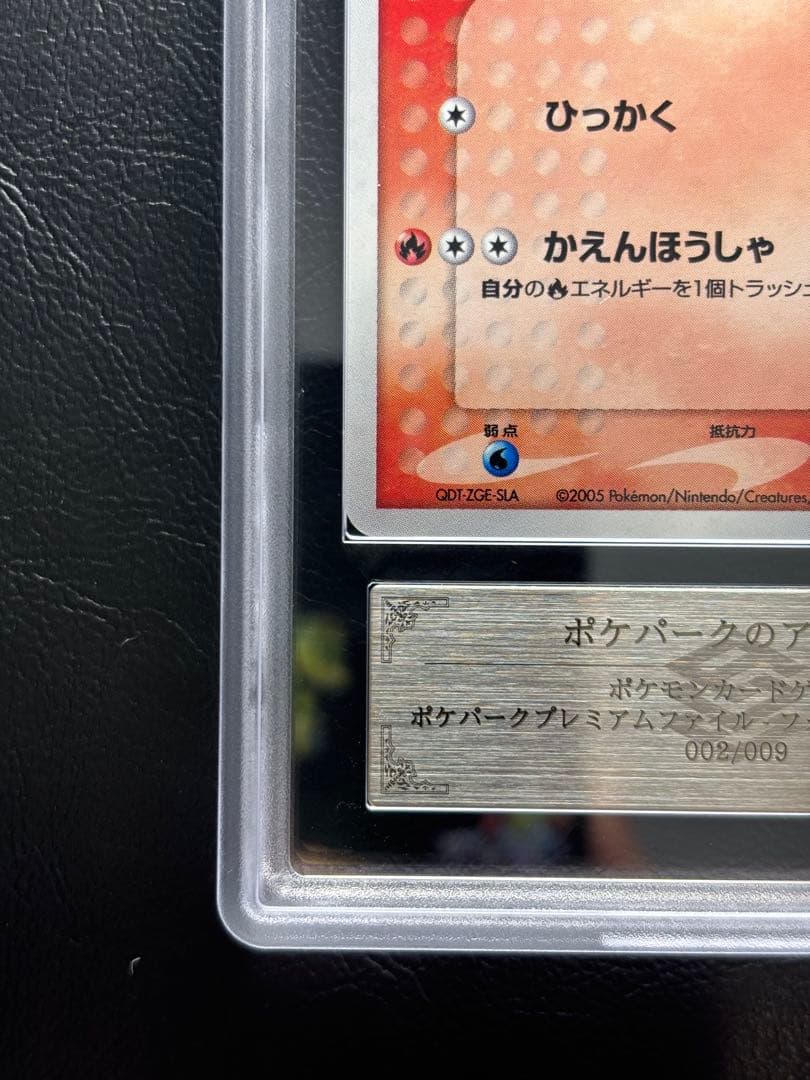 ひっかく
かえんほうしゃ
自分のエネルギーを1個トラッシュ
弱点 抵抗力
QDT-ZGE-SLA ©2005 Pokémon/Nintendo/Creatures,
ポケパークのア
ポケモンカードゲ
ポケパークプレミアムファイル - フ
002/009